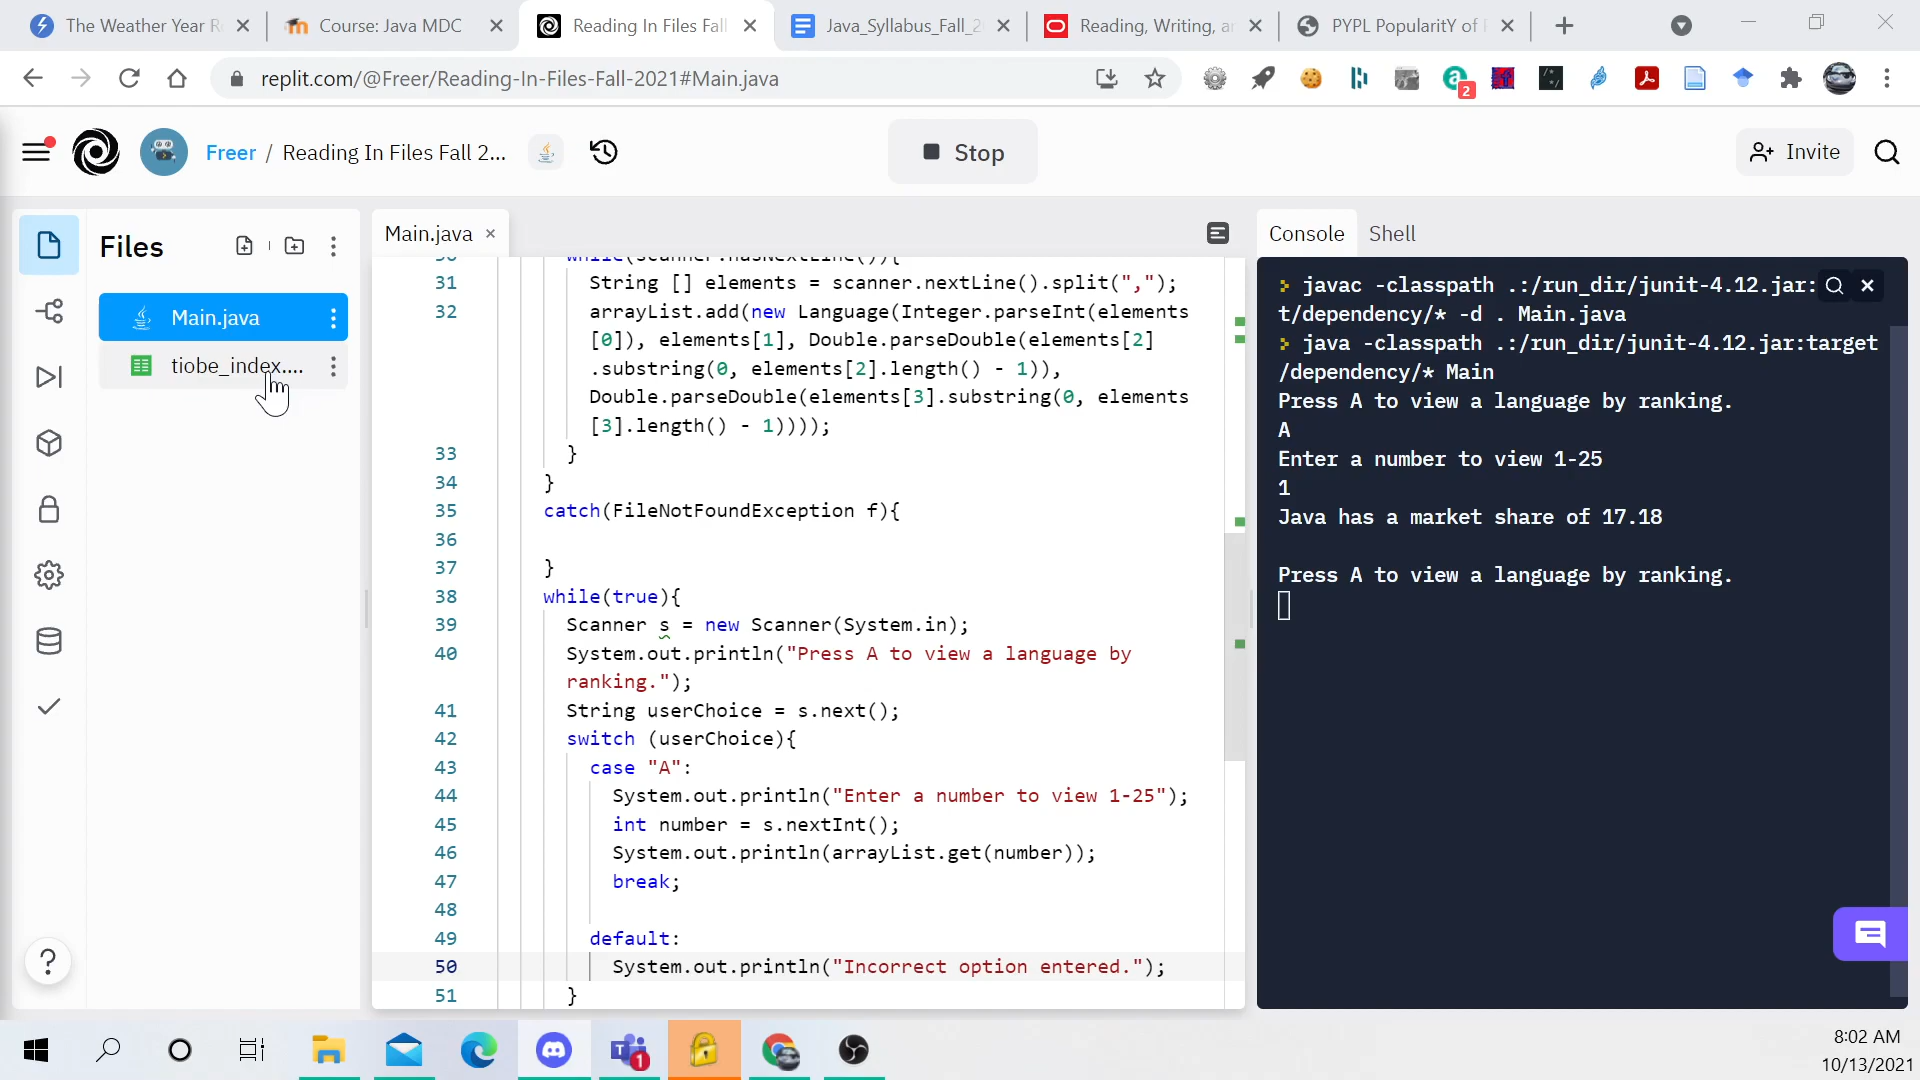 The Weather Year R
Course: Java MDC
Reading In Files Fall
Java_Syllabus_Fall_2
Reading, Writing, a
PYPL PopularitY of
replit.com/@Freer/Reading-In-Files-Fall-2021#Main.java
2
Freer / Reading In Files Fall 2...
Stop
Invite
Files
Main.java
tiobe_index....
Main.java
31 String [] elements = scanner.nextLine().split(",");
32 arrayList.add(new Language(Integer.parseInt(elements
[0]), elements[1], Double.parseDouble(elements[2]
.substring(0, elements[2].length() - 1)),
Double.parseDouble(elements[3].substring(0, elements
[3].length() - 1))));
33 }
34 }
35 catch(FileNotFoundException f){
36
37 }
38 while(true){
39 Scanner s = new Scanner(System.in);
40 System.out.println("Press A to view a language by
ranking.");
41 String userChoice = s.next();
42 switch (userChoice){
43 case "A":
44 System.out.println("Enter a number to view 1-25");
45 int number = s.nextInt();
46 System.out.println(arrayList.get(number));
47 break;
48
49 default:
50 System.out.println("Incorrect option entered.");
51 }
Console Shell
javac -classpath .:/run_dir/junit-4.12.jar:
t/dependency/* -d . Main.java
java -classpath .:/run_dir/junit-4.12.jar:target
/dependency/* Main
Press A to view a language by ranking.
A
Enter a number to view 1-25
1
Java has a market share of 17.18
Press A to view a language by ranking.
?
1
8:02 AM
10/13/2021